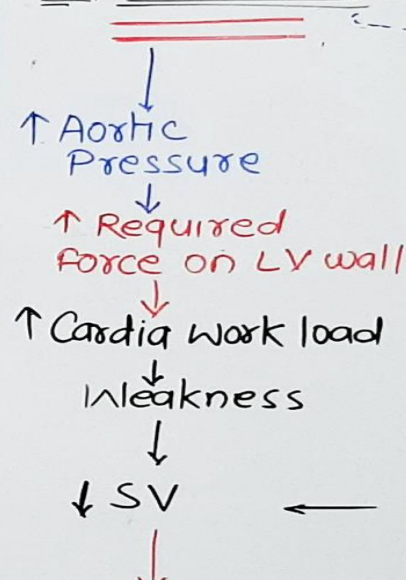 ↑ Aortic
Pressure
↓
↑ Required
force on LV wall
↓
↑ Cardia work load
↓
Weakness
↓
↓ SV ←